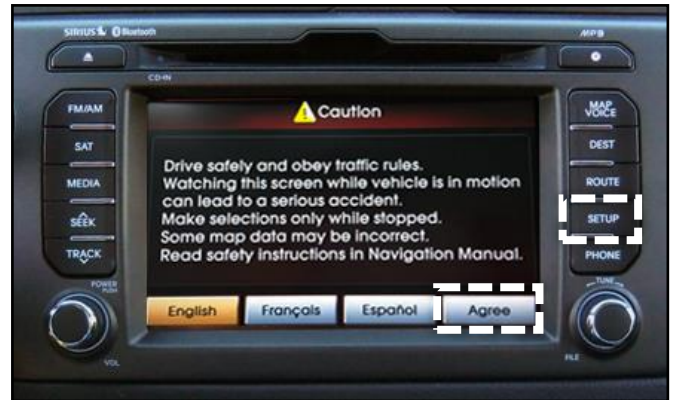 SIRIUS Bluetooth
MP3
CD-IN
FM/AM
SAT
MEDIA
SEEK
TRACK
POWER
PUSH
VOL
Caution
Drive safely and obey traffic rules.
Watching this screen while vehicle is in motion
can lead to a serious accident.
Make selections only while stopped.
Some map data may be incorrect.
Read safety instructions in Navigation Manual.
English Français Español Agree
MAP
VOICE
DEST
ROUTE
SETUP
PHONE
TUNE
FILE